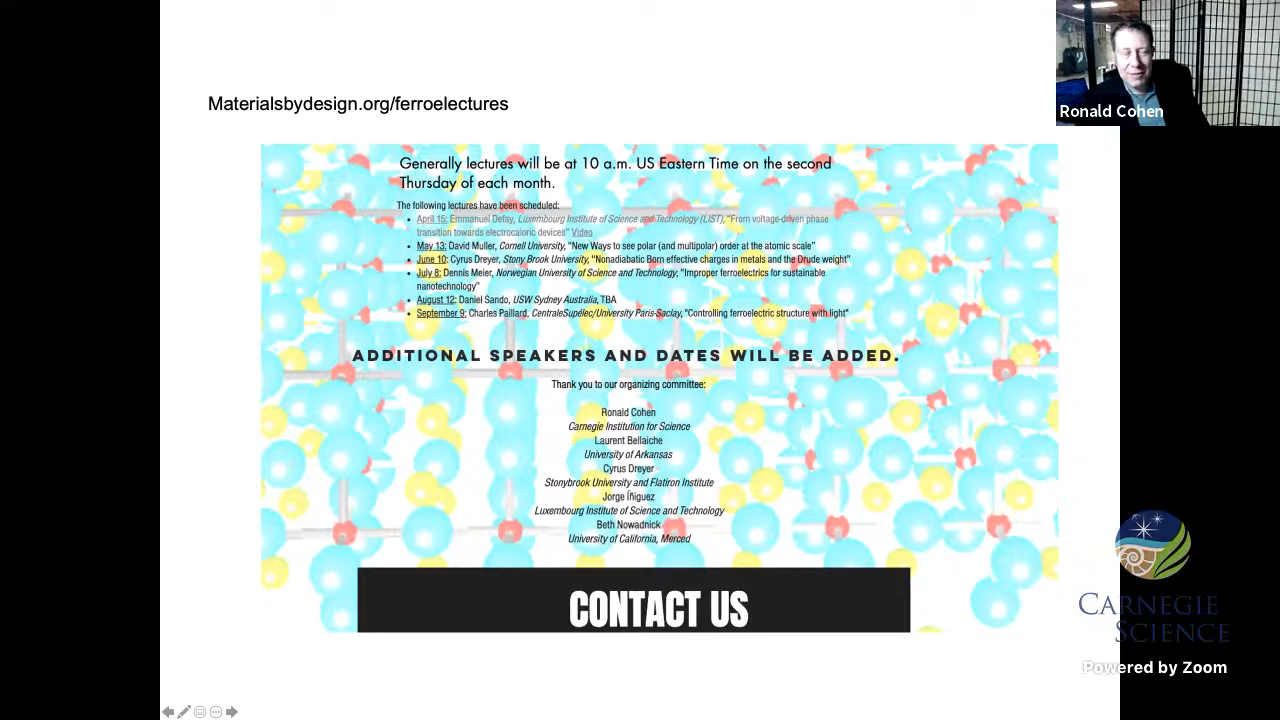 Materialsbydesign.org/ferroelectures
Ronald Cohen
Generally lectures will be at 10 a.m. US Eastern Time on the second
Thursday of each month.
The following lectures have been scheduled:
• April 15: Emmanuel Defay, Luxembourg Institute of Science and Technology (LIST), "From voltage-driven phase
transition towards electrocaloric devices" Video
• May 13: David Muller, Cornell University, "New Ways to see polar (and multipolar) order at the atomic scale"
• June 10: Cyrus Dreyer, Stony Brook University, "Nonadiabatic Born effective charges in metals and the Drude weight"
• July 8: Dennis Meier, Norwegian University of Science and Technology, "Improper ferroelectrics for sustainable
nanotechnology"
• August 12: Daniel Sando, USW Sydney Australia, TBA
• September 9: Charles Paillard, CentraleSupélec/University Paris-Saclay, "Controlling ferroelectric structure with light"
ADDITIONAL SPEAKERS AND DATES WILL BE ADDED.
Thank you to our organizing committee:
Ronald Cohen
Carnegie Institution for Science
Laurent Bellaiche
University of Arkansas
Cyrus Dreyer
Stonybrook University and Flatiron Institute
Jorge Íñiguez
Luxembourg Institute of Science and Technology
Beth Nowadnick
University of California, Merced
CONTACT US
CARNEGIE
SCIENCE
Powered by Zoom